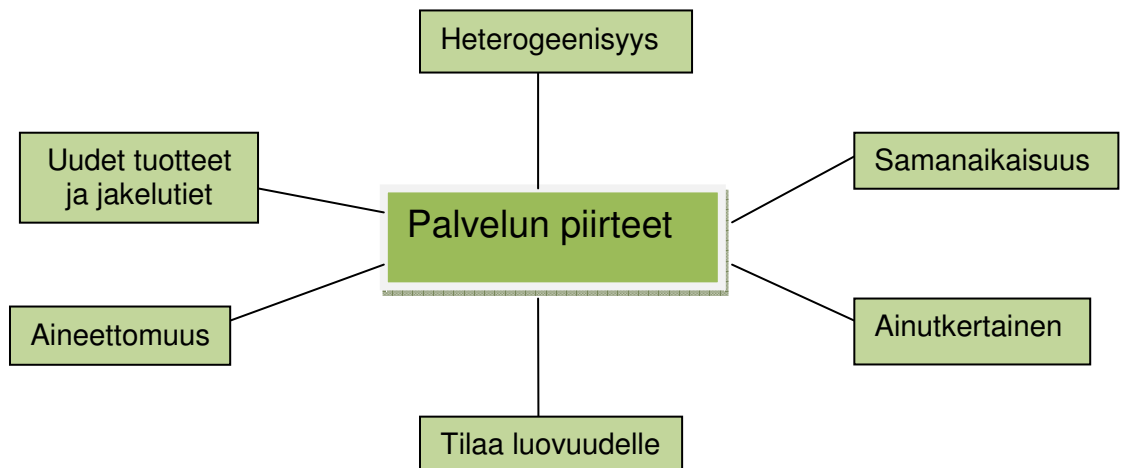 Heterogeenisyys
Uudet tuotteet
ja jakelutiet
Samanaikaisuus
Palvelun piirteet
Aineettomuus
Ainutkertainen
Tilaa luovuudelle